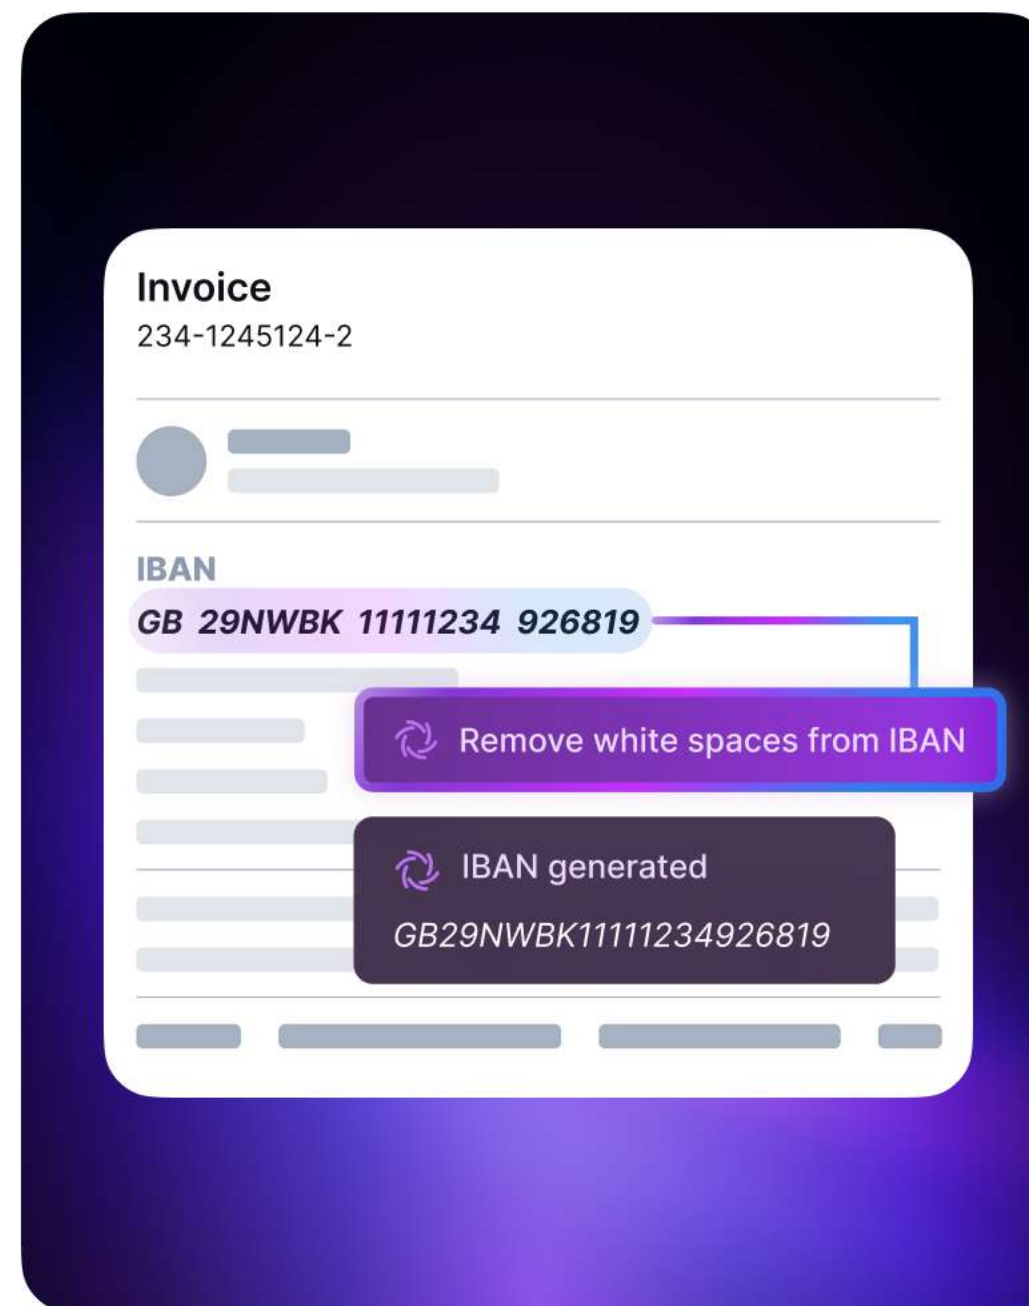 Invoice
234-1245124-2
IBAN
GB 29NWBK 11111234 926819
Remove white spaces from IBAN
IBAN generated
GB29NWBK11111234926819